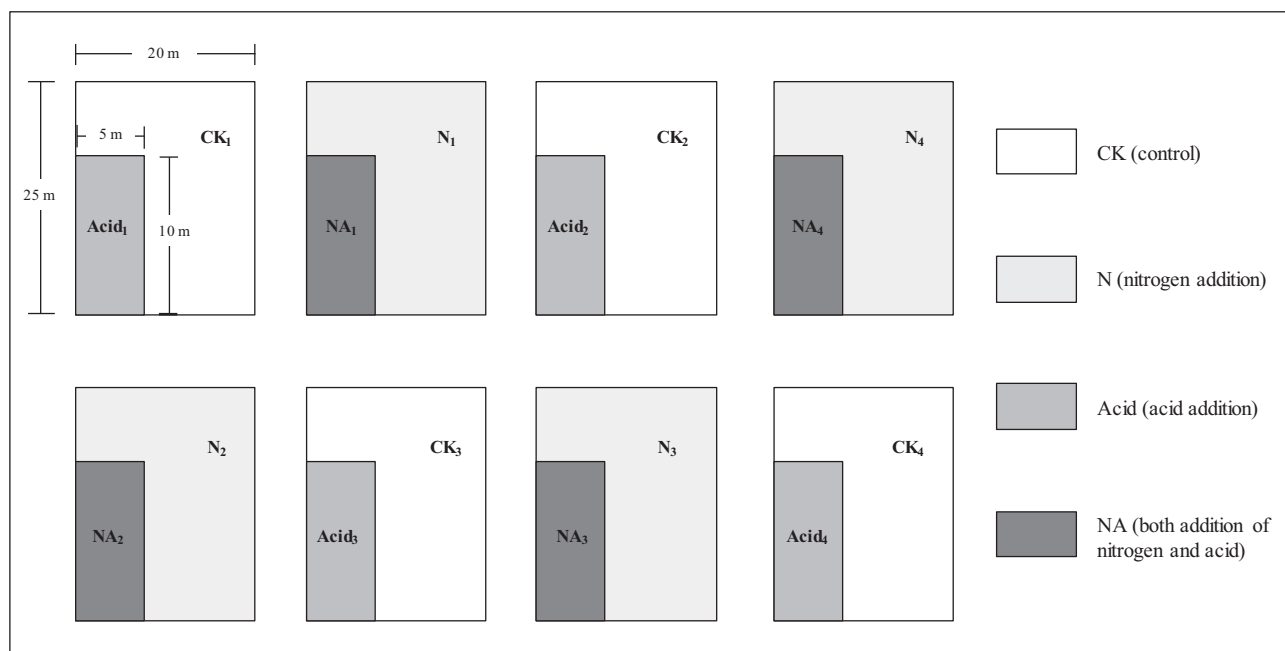 20 m
5 m
25 m
10 m
CK₁
Acid₁
N₁
NA₁
CK₂
Acid₂
N₄
NA₄
N₂
NA₂
CK₃
Acid₃
N₃
NA₃
CK₄
Acid₄
CK (control)
N (nitrogen addition)
Acid (acid addition)
NA (both addition of
nitrogen and acid)